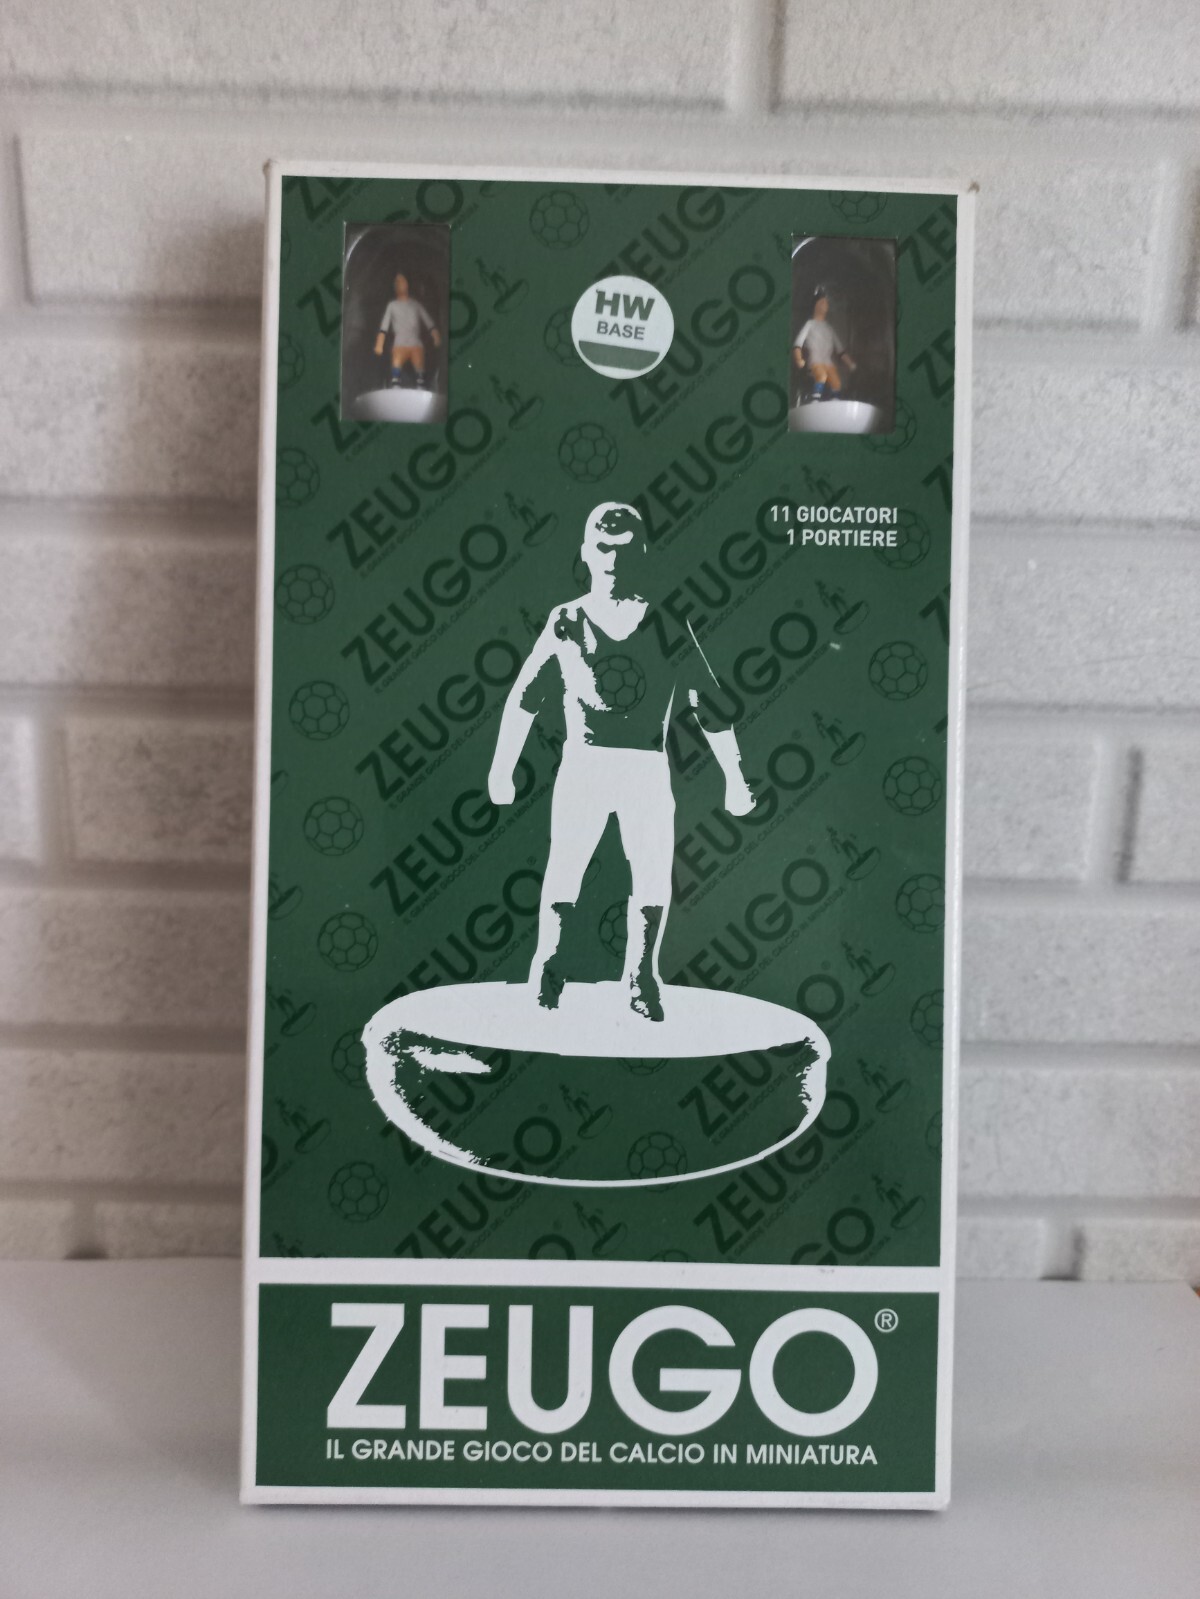 HW
BASE
11 GIOCATORI
1 PORTIERE
ZEUGO®
IL GRANDE GIOCO DEL CALCIO IN MINIATURA